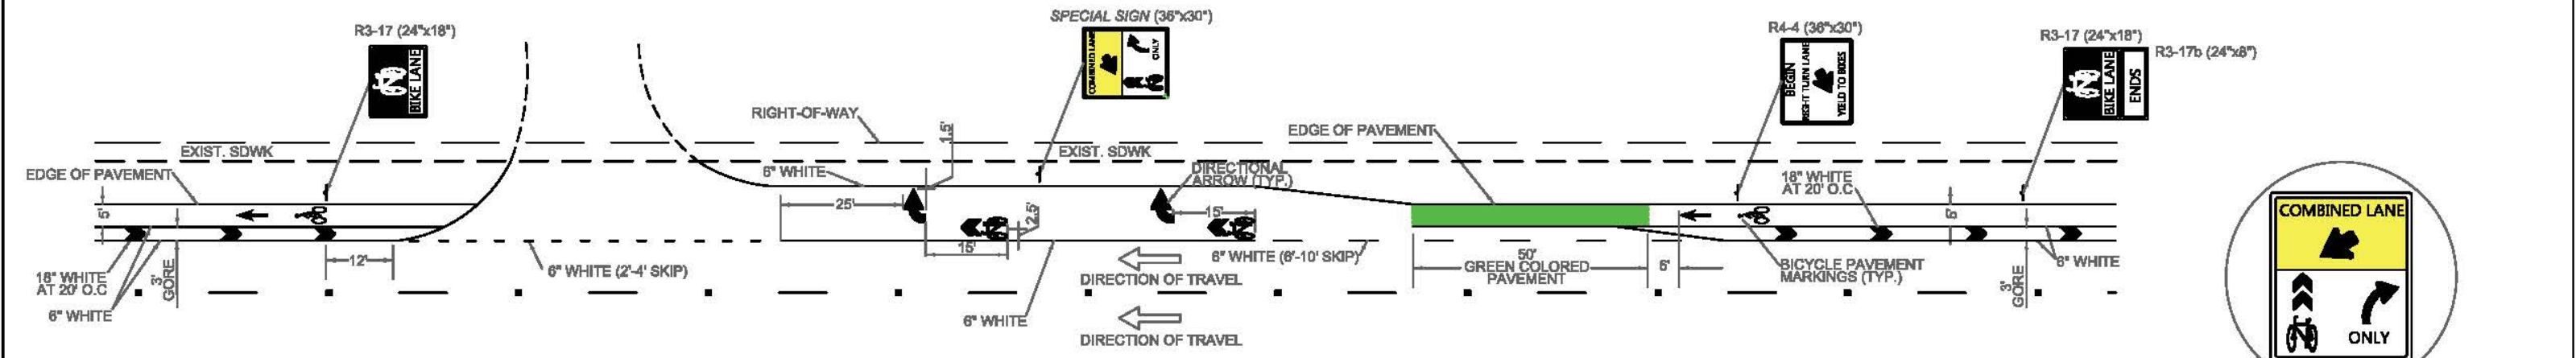 R3-17 (24"x18")
BIKE LANE
SPECIAL SIGN (36"x30")
COMBINED LANE
ONLY
R4-4 (36"x30")
BEGIN
RIGHT TURN LANE
YIELD TO BIKES
R3-17 (24"x18")
BIKE LANE
R3-17b (24"x8")
ENDS
RIGHT-OF-WAY
EDGE OF PAVEMENT
EXIST. SDWK
EXIST. SDWK
EDGE OF PAVEMENT
6" WHITE
1.5'
DIRECTIONAL
ARROW (TYP.)
18" WHITE
AT 20' O.C
5'
25'
2.5'
15'
15'
12'
6" WHITE (2'-4' SKIP)
6" WHITE (6'-10' SKIP)
50'
GREEN COLORED
PAVEMENT
BICYCLE PAVEMENT
MARKINGS (TYP.)
6" WHITE
3'
GORE
18" WHITE
AT 20' O.C
3'
GORE
6" WHITE
6" WHITE
DIRECTION OF TRAVEL
DIRECTION OF TRAVEL
COMBINED LANE
ONLY